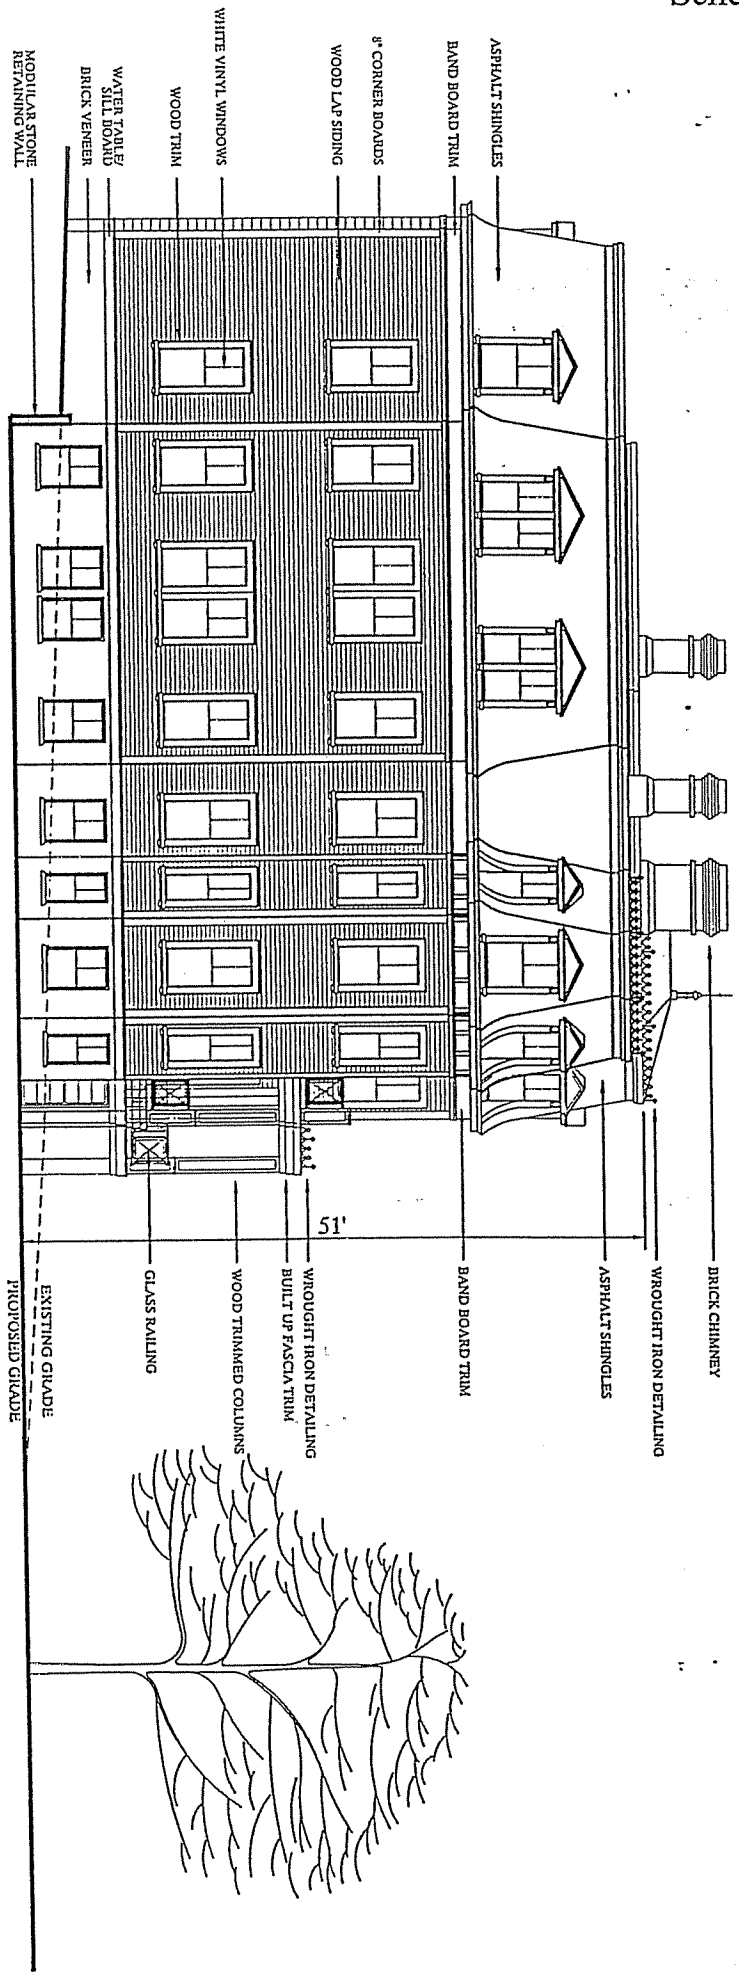 ASPHALT SHINGLES
BAND BOARD TRIM
8" CORNER BOARDS
WOOD LAP SIDING
WHITE VINYL WINDOWS
WOOD TRIM
WATER TABLE/
SILL BOARD
BRICK VENEER
MODULAR STONE
RETAINING WALL
BRICK CHIMNEY
WROUGHT IRON DETAILING
ASPHALT SHINGLES
BAND BOARD TRIM
51'
WROUGHT IRON DETAILING
BUILT UP FASCIA TRIM
WOOD TRIMMED COLUMNS
GLASS RAILING
EXISTING GRADE
PROPOSED GRADE